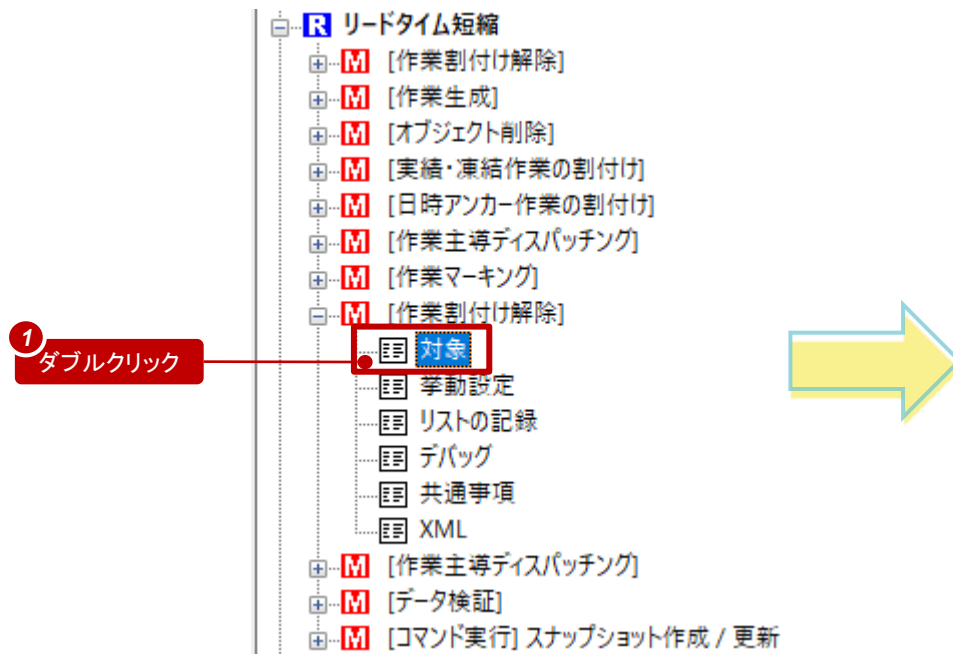 R リードタイム短縮
M [作業割付け解除]
M [作業生成]
M [オブジェクト削除]
M [実績・凍結作業の割付け]
M [日時アンカー作業の割付け]
M [作業主導ディスパッチング]
M [作業マーキング]
M [作業割付け解除]
1
ダブルクリック
対象
挙動設定
リストの記録
デバッグ
共通事項
XML
M [作業主導ディスパッチング]
M [データ検証]
M [コマンド実行] スナップショット作成 / 更新